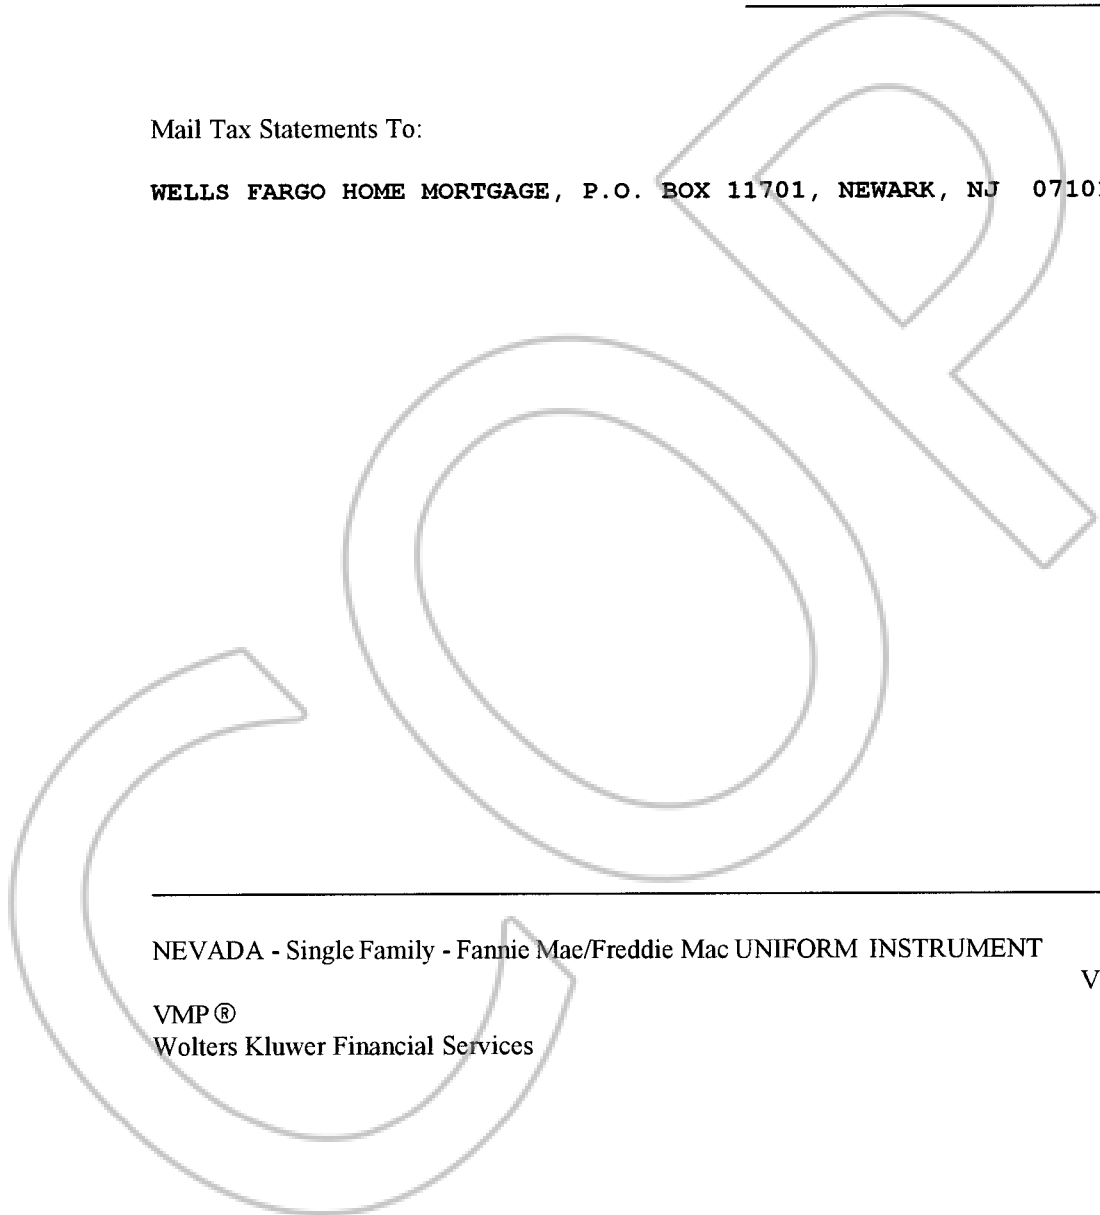 Mail Tax Statements To:
WELLS FARGO HOME MORTGAGE, P.O. BOX 11701, NEWARK, NJ
NEVADA - Single Family - Fannie Mae/Freddie Mac UNIFORM INSTRUMENT
V
VMP ®
Wolters Kluwer Financial Services
COP